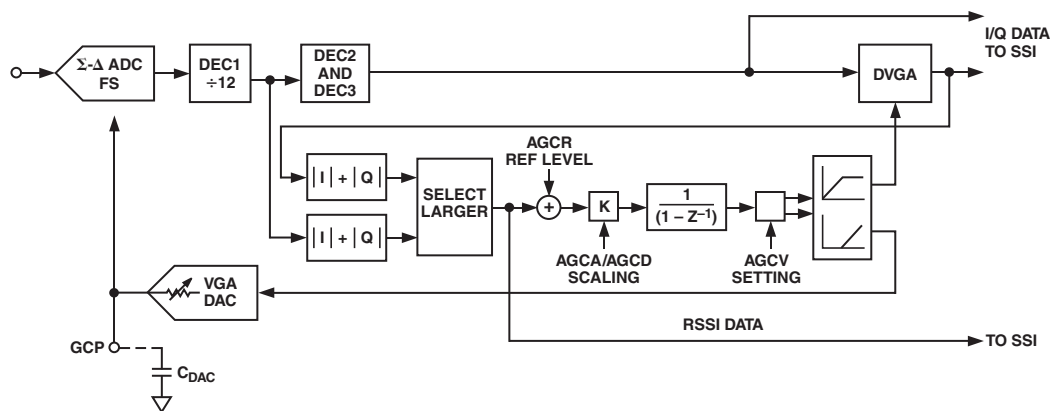 I/Q DATA
TO SSI
Σ-Δ ADC
FS
DEC1
÷12
DEC2
AND
DEC3
DVGA
AGCR
REF LEVEL
|I| + |Q|
SELECT
LARGER
+
K
1
(1 – Z–1)
|I| + |Q|
AGCA/AGCD
SCALING
AGCV
SETTING
VGA
DAC
RSSI DATA
TO SSI
GCP
CDAC